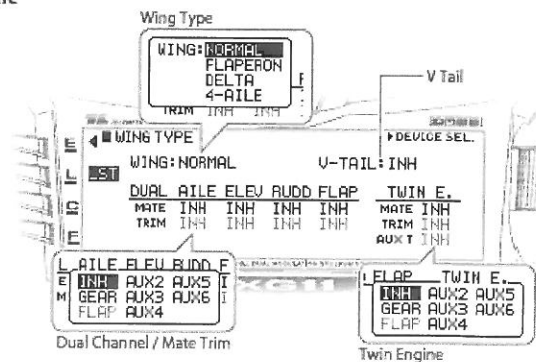 Wing Type
WING:NORMAL
FLAPERON
DELTA
4-AILE
TRIM INH INH
V Tail
WING TYPE
DEVICE SEL.
LST
WING:NORMAL V-TAIL:INH
DUAL AILE ELEV RUDD FLAP TWIN E.
MATE INH INH INH INH MATE INH
TRIM INH INH INH INH TRIM INH
AUX T INH
AILE ELEV RUDD F
INH AUX2 AUX5
GEAR AUX3 AUX6
FLAP AUX4
FLAP TWIN E.
INH AUX2 AUX5
GEAR AUX3 AUX6
FLAP AUX4
Dual Channel / Mate Trim
Twin Engine